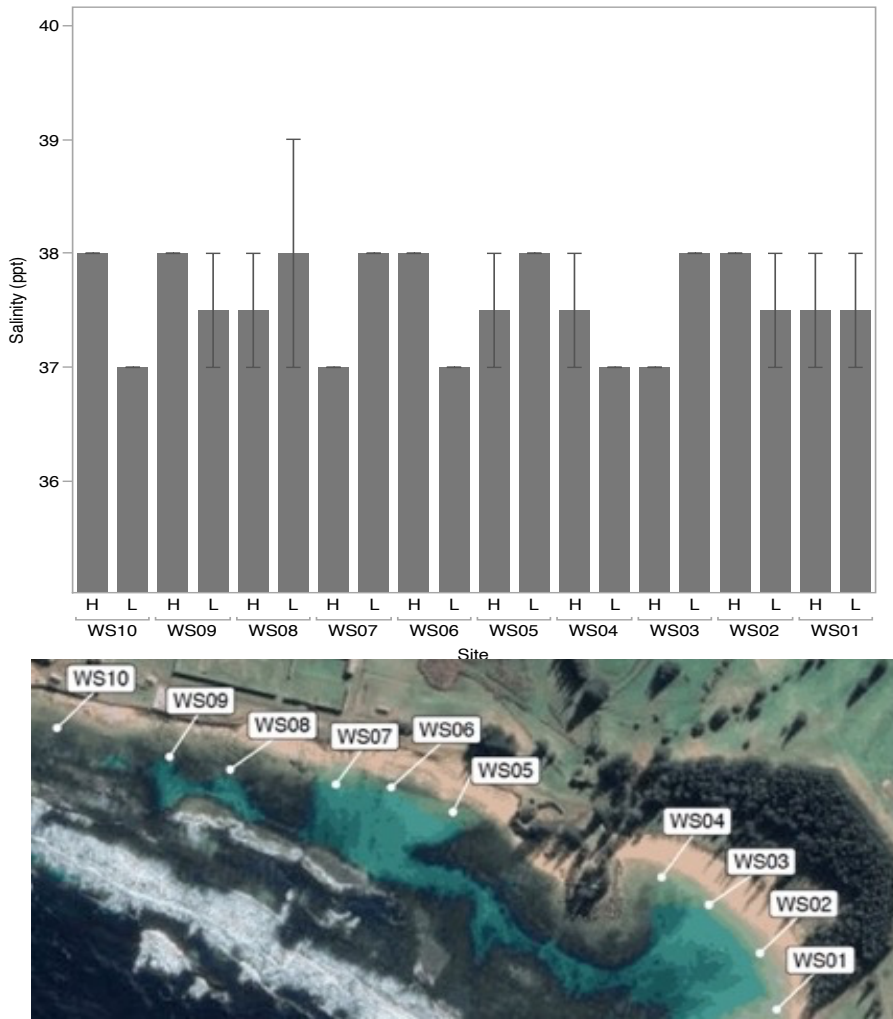 40
39
38
37
36
Salinity (ppt)
H L H L H L H L H L H L H L H L H L H L
WS10 WS09 WS08 WS07 WS06 WS05 WS04 WS03 WS02 WS01
Site
WS10
WS09
WS08
WS07
WS06
WS05
WS04
WS03
WS02
WS01